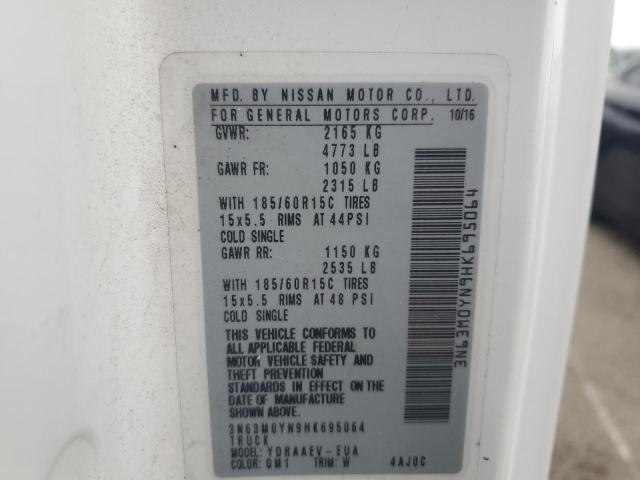 MFD. BY NISSAN MOTOR CO., LTD.
FOR GENERAL MOTORS CORP. 10/16
GVWR: 2165 KG
4773 LB
GAWR FR: 1050 KG
2315 LB
WITH 185/60R15C TIRES
15x5.5 RIMS AT 44PSI
COLD SINGLE
GAWR RR: 1150 KG
2535 LB
WITH 185/60R15C TIRES
15x5.5 RIMS AT 48 PSI
COLD SINGLE
THIS VEHICLE CONFORMS TO
ALL APPLICABLE FEDERAL
MOTOR VEHICLE SAFETY AND
THEFT PREVENTION
STANDARDS IN EFFECT ON THE
DATE OF MANUFACTURE
SHOWN ABOVE.
3N63M0YN9HK695064
TRUCK
MODEL: YDRAAEV-EUA
COLOR: QM1 TRIM: W 4AJ0C
3N63M0YN9HK695064